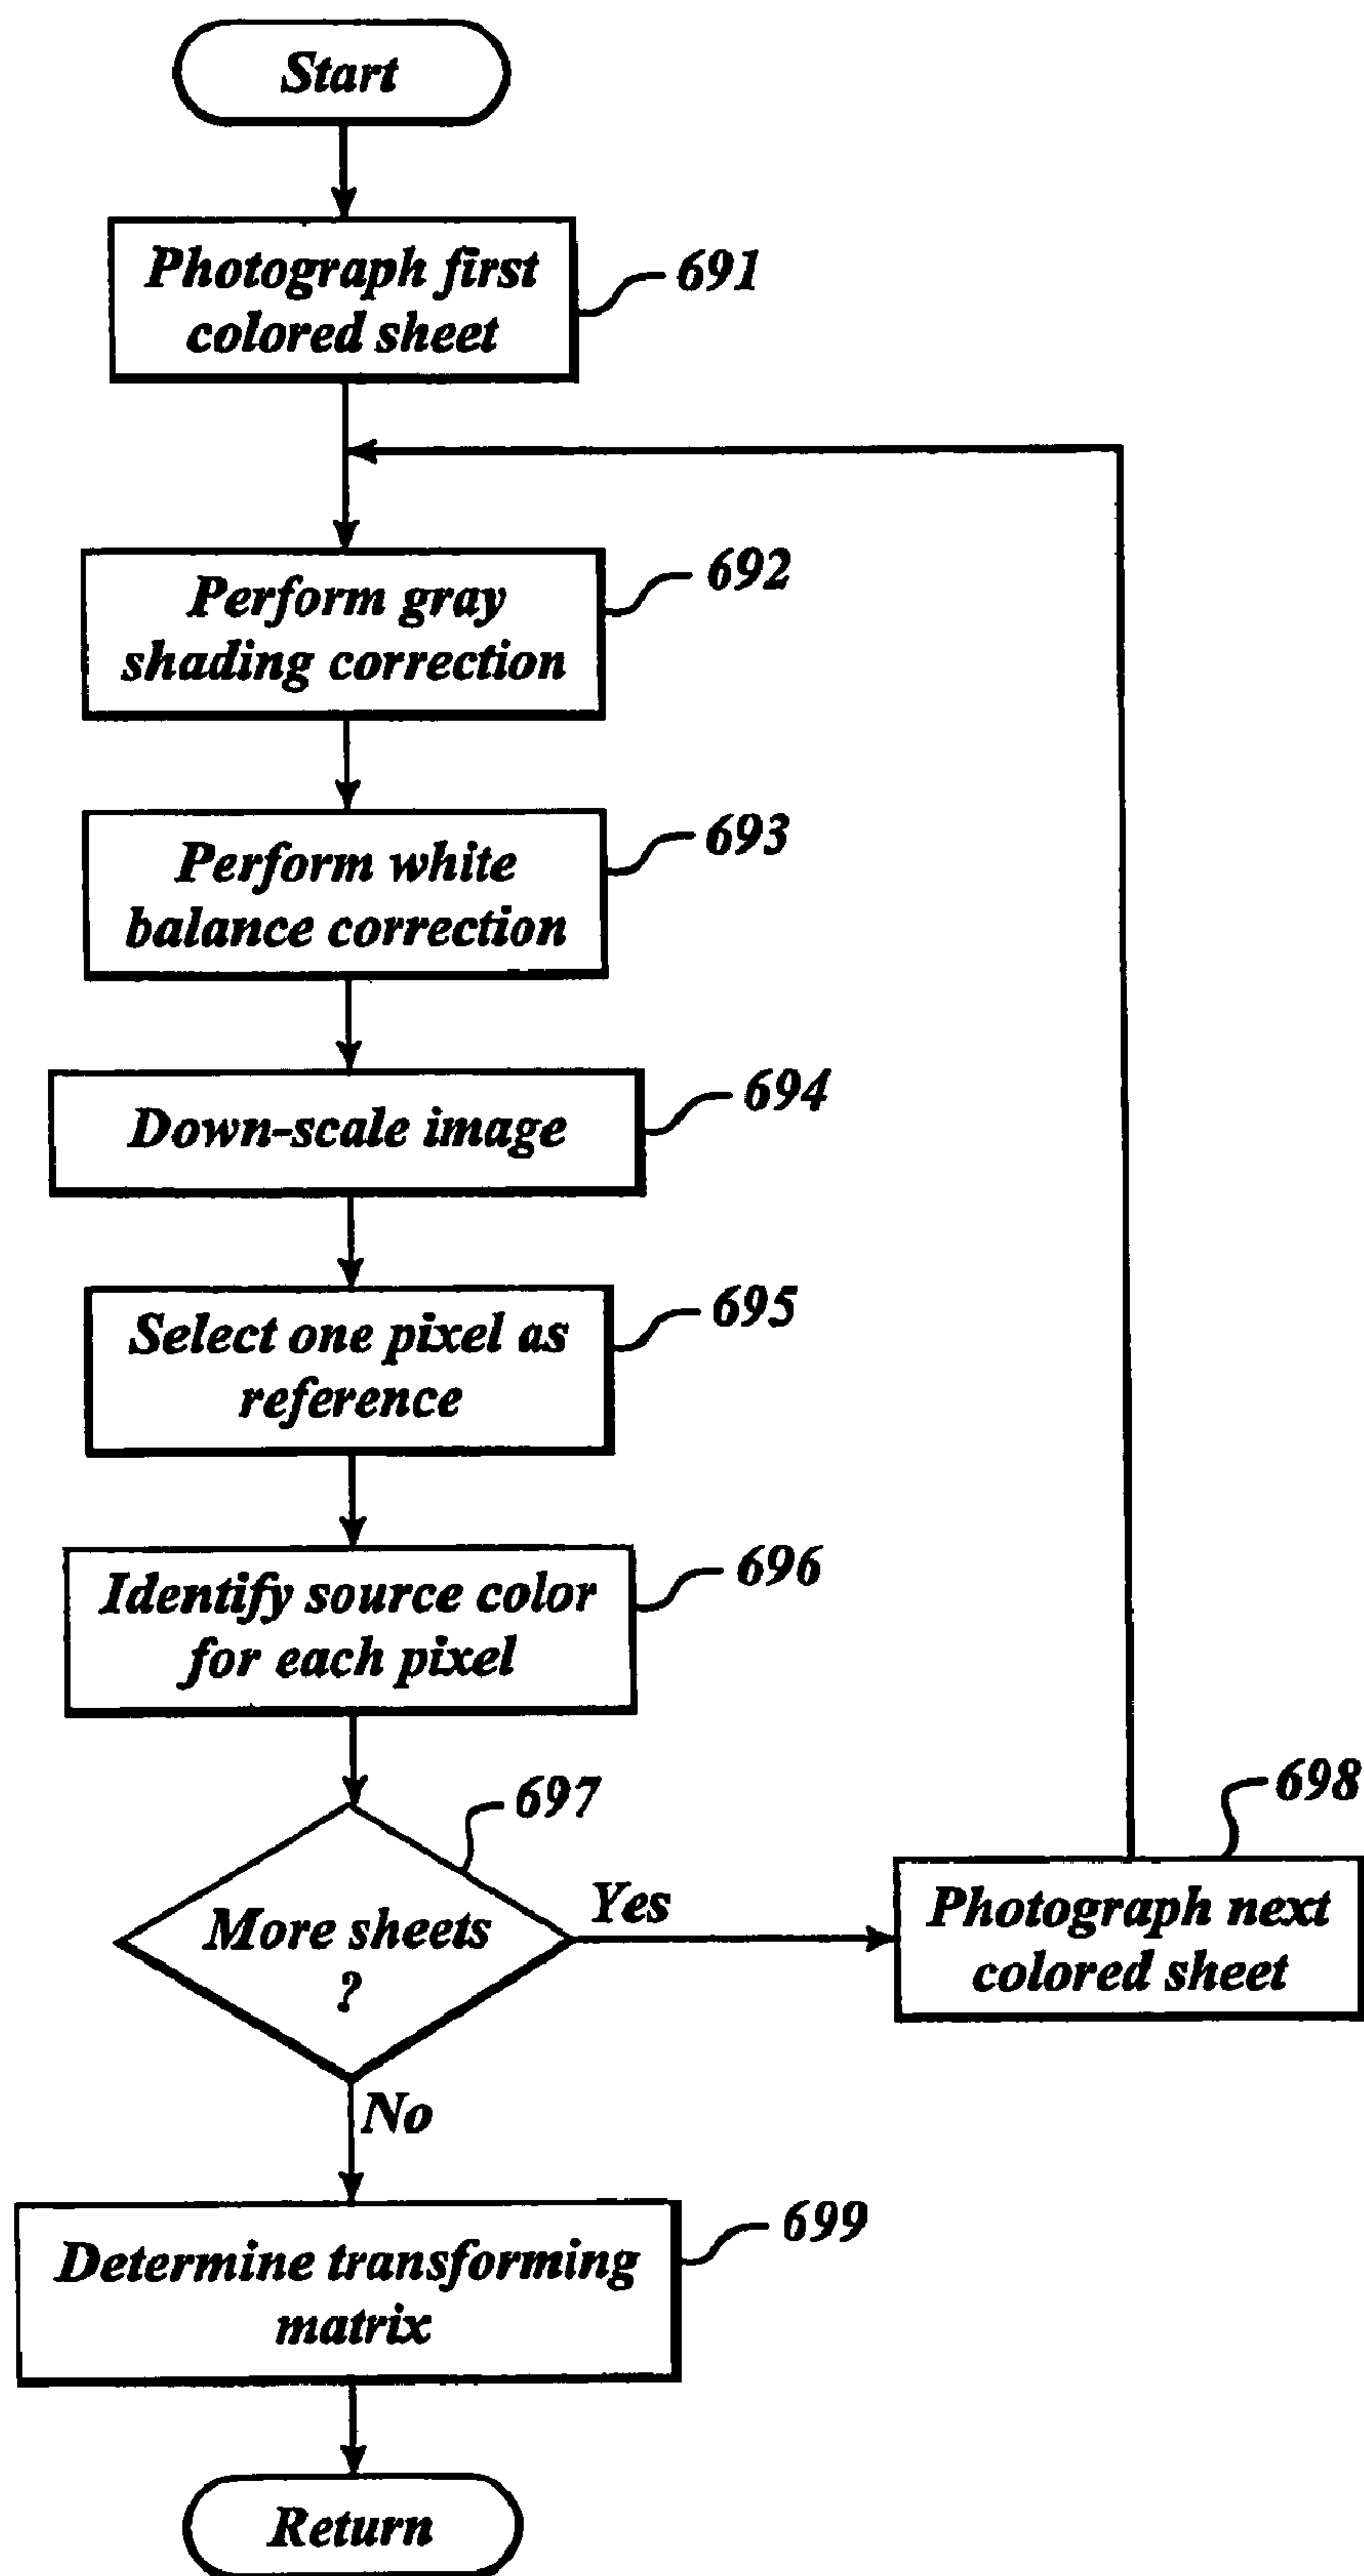 Start
Photograph first
colored sheet
691
Perform gray
shading correction
692
Perform white
balance correction
693
Down-scale image
694
Select one pixel as
reference
695
Identify source color
for each pixel
696
More sheets
?
697
Yes
Photograph next
colored sheet
698
No
Determine transforming
matrix
699
Return